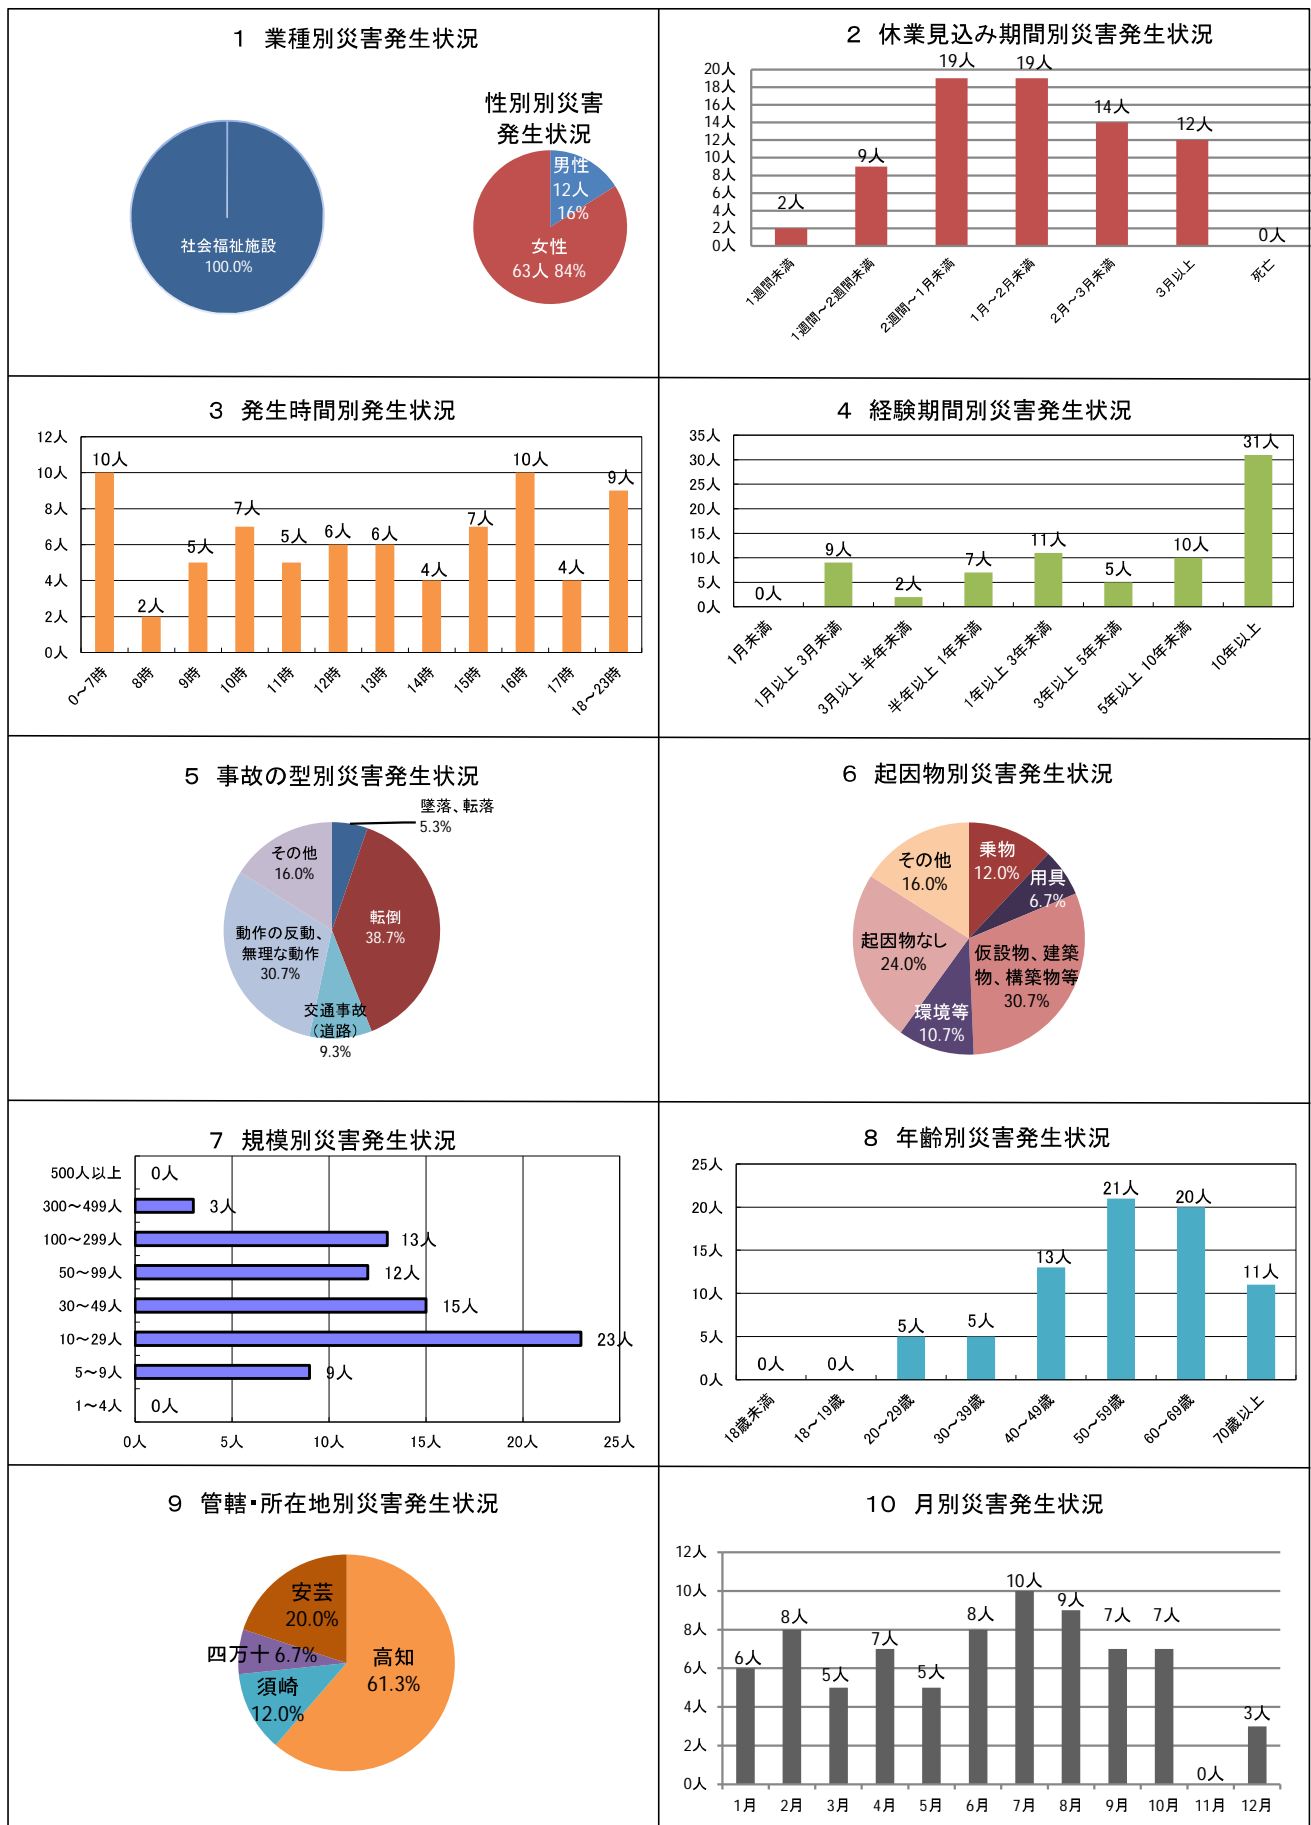 1 業種別災害発生状況
社会福祉施設
100.0%
性別別災害
発生状況
男性
12人
16%
女性
63人 84%
2 休業見込み期間別災害発生状況
20人
18人
16人
14人
12人
10人
8人
6人
4人
2人
0人
2人
9人
19人
19人
14人
12人
0人
1週間未満
1週間～2週間未満
2週間～1月未満
1月～2月未満
2月～3月未満
3月以上
死亡
3 発生時間別発生状況
12人
10人
8人
6人
4人
2人
0人
10人
2人
5人
7人
5人
6人
6人
4人
7人
10人
4人
9人
0～7時
8時
9時
10時
11時
12時
13時
14時
15時
16時
17時
18～23時
4 経験期間別災害発生状況
35人
30人
25人
20人
15人
10人
5人
0人
0人
9人
2人
7人
11人
5人
10人
31人
1月未満
1月以上 3月未満
3月以上 半年未満
半年以上 1年未満
1年以上 3年未満
3年以上 5年未満
5年以上 10年未満
10年以上
5 事故の型別災害発生状況
墜落、転落
5.3%
転倒
38.7%
交通事故
（道路）
9.3%
動作の反動、
無理な動作
30.7%
その他
16.0%
6 起因物別災害発生状況
乗物
12.0%
用具
6.7%
仮設物、建築
物、構築物等
30.7%
環境等
10.7%
起因物なし
24.0%
その他
16.0%
7 規模別災害発生状況
500人以上
0人
300～499人
3人
100～299人
13人
50～99人
12人
30～49人
15人
10～29人
23人
5～9人
9人
1～4人
0人
0人
5人
10人
15人
20人
25人
8 年齢別災害発生状況
25人
20人
15人
10人
5人
0人
0人
0人
5人
5人
13人
21人
20人
11人
18歳未満
18～19歳
20～29歳
30～39歳
40～49歳
50～59歳
60～69歳
70歳以上
9 管轄・所在地別災害発生状況
高知
61.3%
須崎
12.0%
四万十 6.7%
安芸
20.0%
10 月別災害発生状況
12人
10人
8人
6人
4人
2人
0人
6人
8人
5人
7人
5人
8人
10人
9人
7人
7人
0人
3人
1月
2月
3月
4月
5月
6月
7月
8月
9月
10月
11月
12月